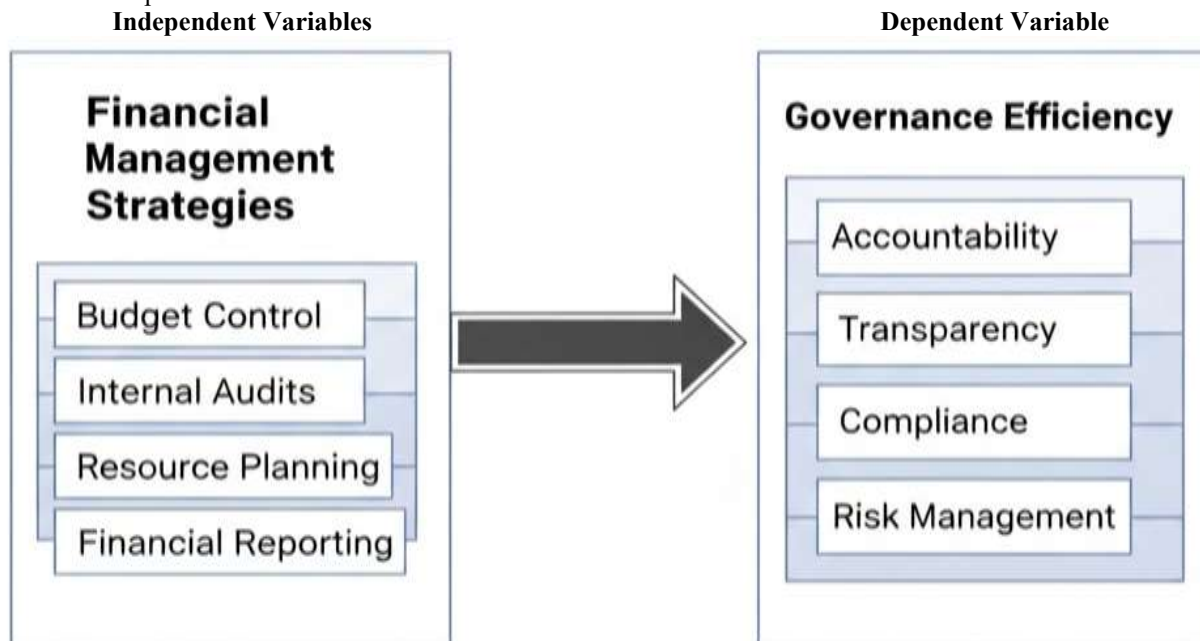 Independent Variables
Dependent Variable
Financial
Management
Strategies
Budget Control
Internal Audits
Resource Planning
Financial Reporting
Governance Efficiency
Accountability
Transparency
Compliance
Risk Management